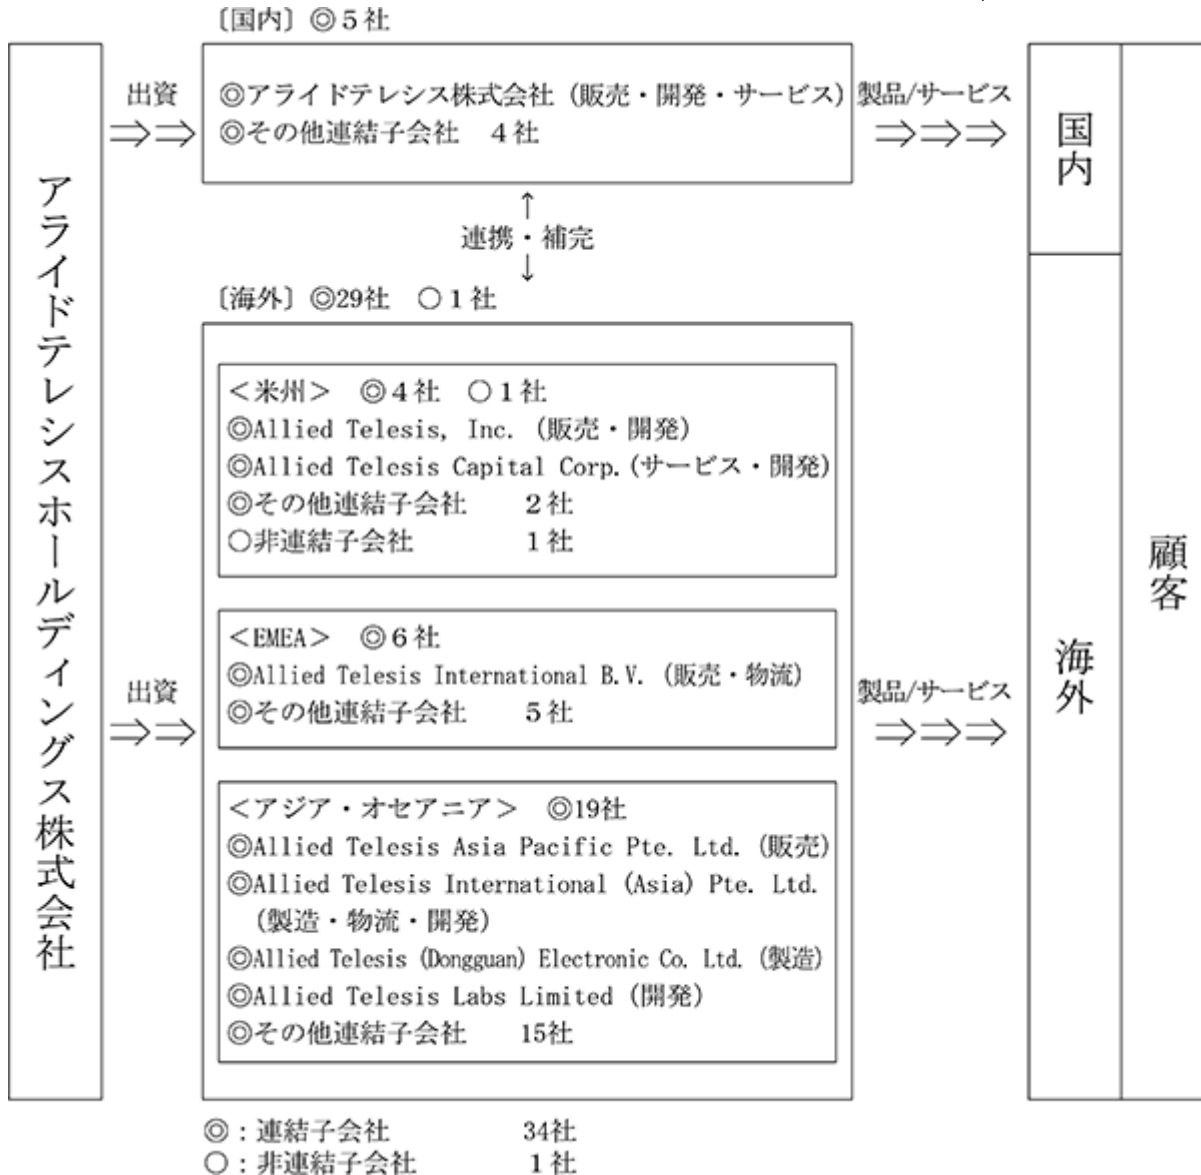 〔国内〕◎5社
アライドテレシスホールディングス株式会社
出資
⇒⇒
◎アライドテレシス株式会社（販売・開発・サービス）
◎その他連結子会社　4社
製品/サービス
⇒⇒⇒
国内
↑
連携・補完
↓
〔海外〕◎29社　○1社
＜米州＞　◎4社　○1社
◎Allied Telesis, Inc.（販売・開発）
◎Allied Telesis Capital Corp.（サービス・開発）
◎その他連結子会社　2社
○非連結子会社　1社
＜EMEA＞　◎6社
◎Allied Telesis International B.V.（販売・物流）
◎その他連結子会社　5社
出資
⇒⇒
製品/サービス
⇒⇒⇒
海外
顧客
＜アジア・オセアニア＞　◎19社
◎Allied Telesis Asia Pacific Pte. Ltd.（販売）
◎Allied Telesis International (Asia) Pte. Ltd.
（製造・物流・開発）
◎Allied Telesis (Dongguan) Electronic Co. Ltd.（製造）
◎Allied Telesis Labs Limited（開発）
◎その他連結子会社　15社
◎：連結子会社　34社
○：非連結子会社　1社